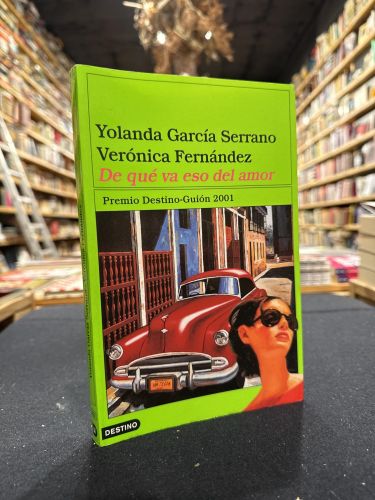 Yolanda García Serrano
Verónica Fernández
De qué va eso del amor
Premio Destino-Guión 2001
DESTINO